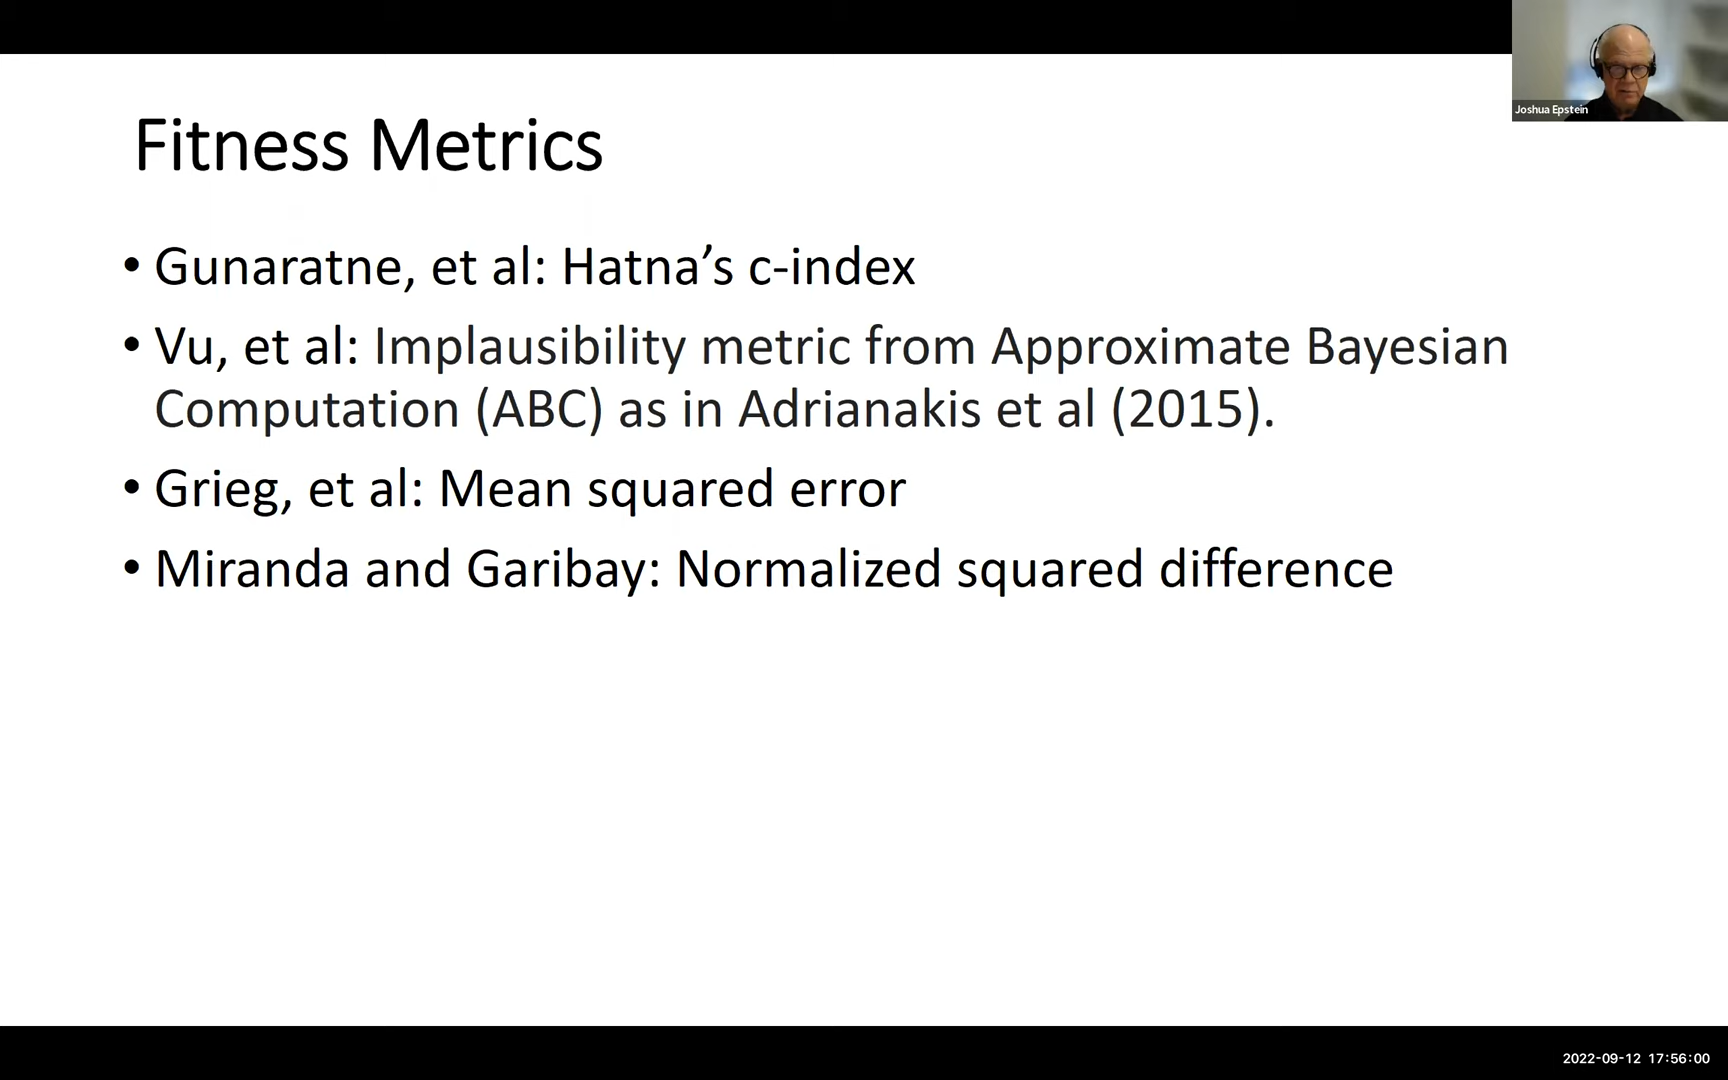 Joshua Epstein
Fitness Metrics
• Gunaratne, et al: Hatna’s c-index
• Vu, et al: Implausibility metric from Approximate Bayesian
Computation (ABC) as in Adrianakis et al (2015).
• Grieg, et al: Mean squared error
• Miranda and Garibay: Normalized squared difference
2022-09-12 17:56:00